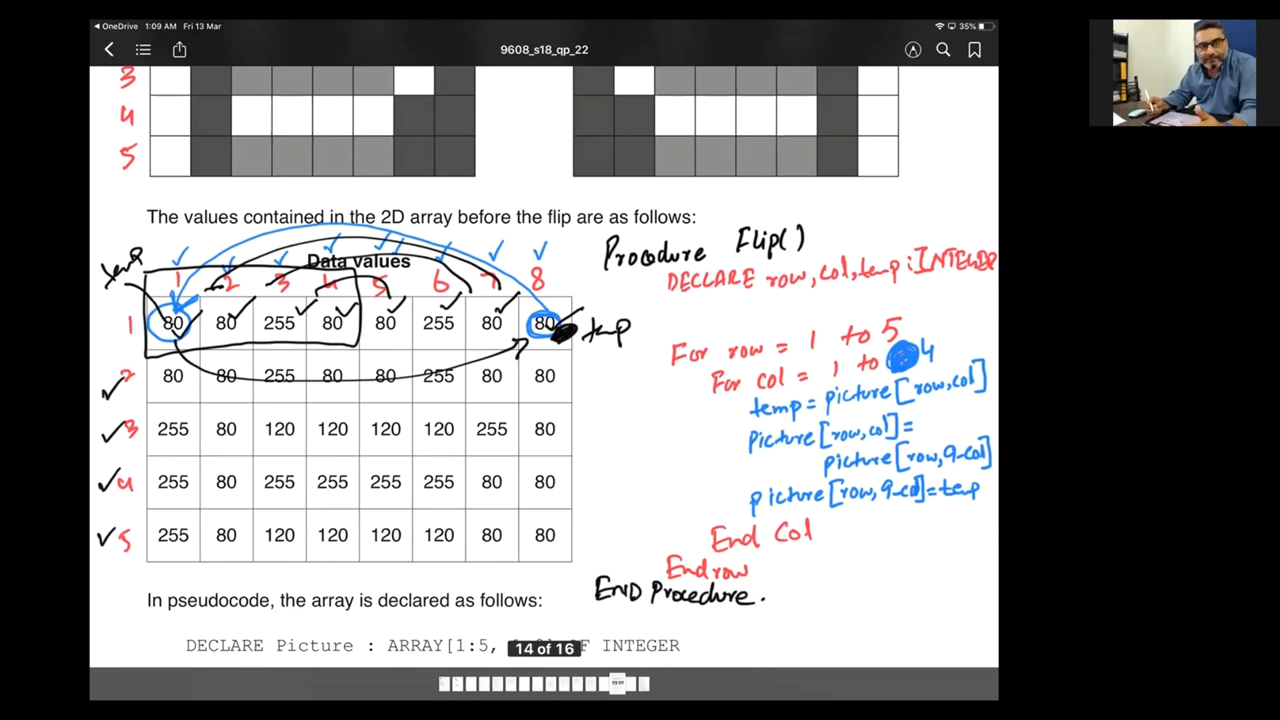 OneDrive 1:09 AM Fri 13 Mar 35%
9608_s18_qp_22
3
4
5
The values contained in the 2D array before the flip are as follows:
temp
Data values
1 2 3 4 5 6 7 8
1 80 80 255 80 80 255 80 80 temp
2 80 80 255 80 80 255 80 80
3 255 80 120 120 120 120 255 80
4 255 80 255 255 255 255 80 80
5 255 80 120 120 120 120 80 80
Procedure Flip()
DECLARE row, col, temp : INTEGER
For row = 1 to 5
For col = 1 to 4
temp = picture[row, col]
picture[row, col] =
picture[row, 9-col]
picture[row, 9-col] = temp
End Col
End row
END Procedure.
In pseudocode, the array is declared as follows:
DECLARE Picture : ARRAY[1:5, OF INTEGER
14 of 16